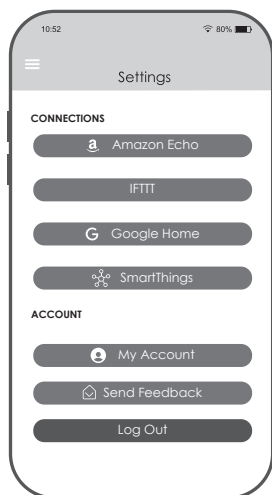 10:52 80%
Settings
CONNECTIONS
a Amazon Echo
IFTTT
G Google Home
SmartThings
ACCOUNT
My Account
Send Feedback
Log Out